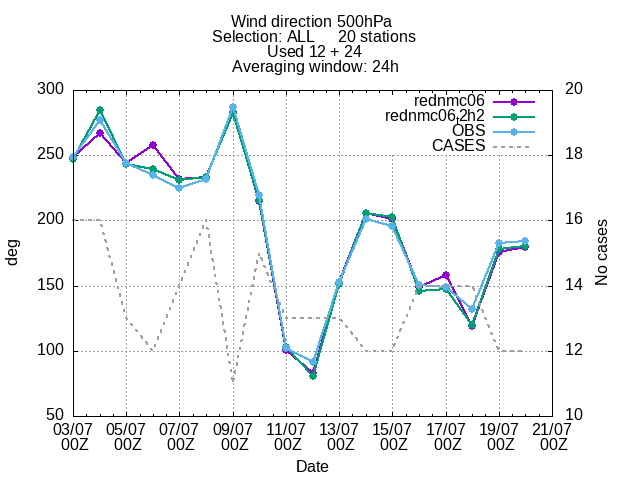 Wind direction 500hPa
Selection: ALL 20 stations
Used 12 + 24
Averaging window: 24h
300
250
200
150
100
50
20
18
16
14
12
10
deg
No cases
rednmc06
rednmc06,2h2
OBS
CASES
03/07 05/07 07/07 09/07 11/07 13/07 15/07 17/07 19/07 21/07
00Z 00Z 00Z 00Z 00Z 00Z 00Z 00Z 00Z 00Z
Date